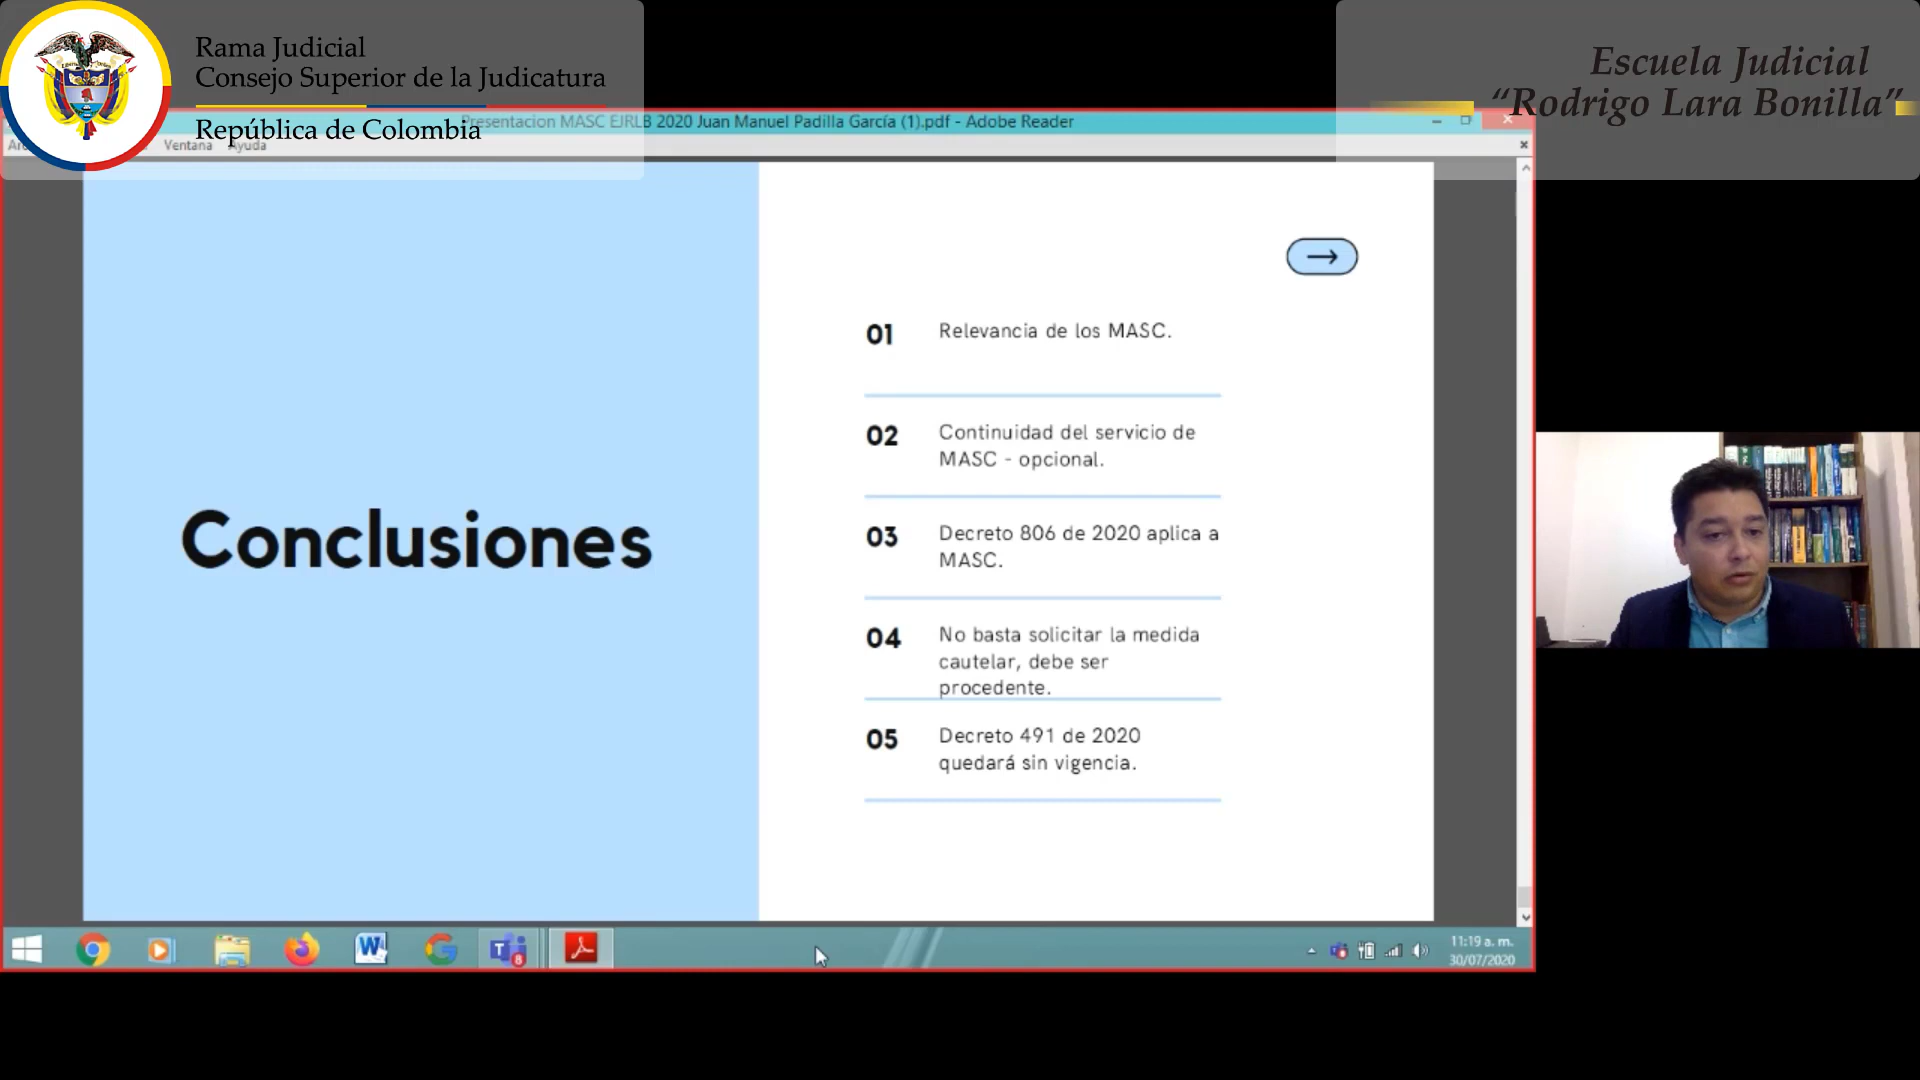 Rama Judicial
Consejo Superior de la Judicatura
República de Colombia
Escuela Judicial
“Rodrigo Lara Bonilla”
Presentacion MASC EJRLB 2020 Juan Manuel Padilla García (1).pdf - Adobe Reader
Ventana Ayuda
Conclusiones
01 Relevancia de los MASC.
02 Continuidad del servicio de
MASC - opcional.
03 Decreto 806 de 2020 aplica a
MASC.
04 No basta solicitar la medida
cautelar, debe ser
procedente.
05 Decreto 491 de 2020
quedará sin vigencia.
11:19 a. m.
30/07/2020